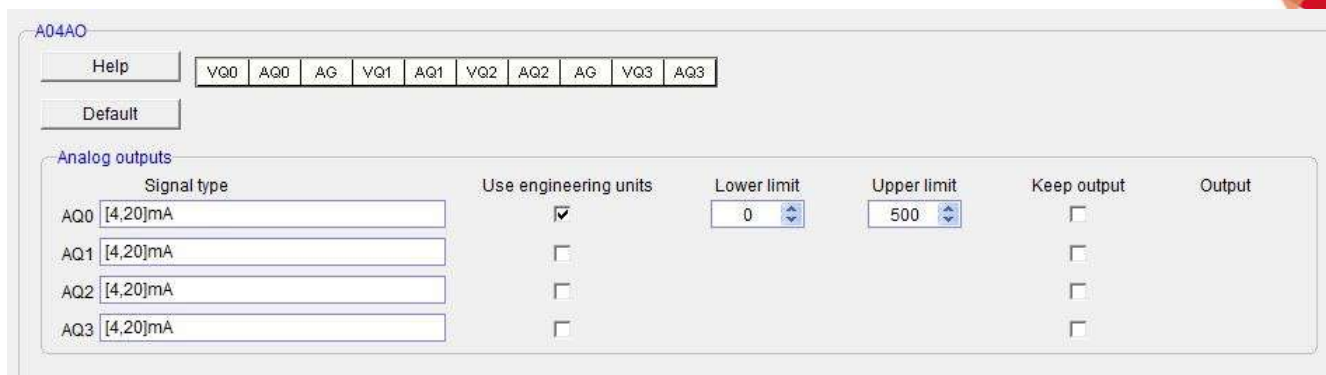 A04AO
Help VQ0 AQ0 AG VQ1 AQ1 VQ2 AQ2 AG VQ3 AQ3
Default
Analog outputs
Signal type Use engineering units Lower limit Upper limit Keep output Output
AQ0 [4,20]mA 0 500
AQ1 [4,20]mA
AQ2 [4,20]mA
AQ3 [4,20]mA